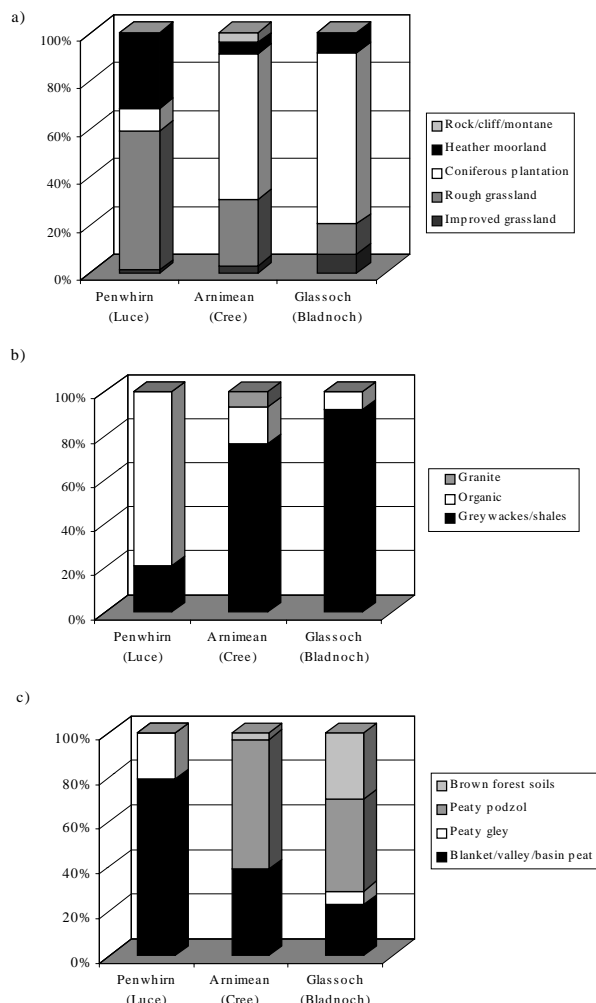 a)
100%
80%
60%
40%
20%
0%
Penwhirn Arnimean Glassoch
(Luce) (Cree) (Bladnoch)
Rock/cliff/montane
Heather moorland
Coniferous plantation
Rough grassland
Improved grassland
b)
100%
80%
60%
40%
20%
0%
Penwhirn Arnimean Glassoch
(Luce) (Cree) (Bladnoch)
Granite
Organic
Greywackes/shales
c)
100%
80%
60%
40%
20%
0%
Penwhirn Arnimean Glassoch
(Luce) (Cree) (Bladnoch)
Brown forest soils
Peaty podzol
Peaty gley
Blanket/valley/basin peat